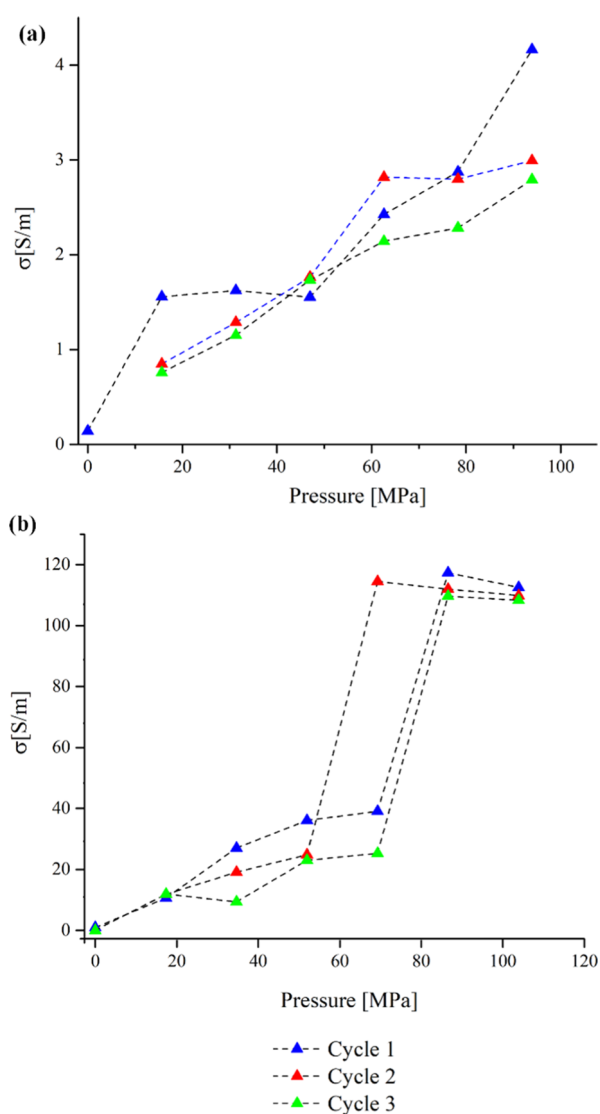 (a)
4
3
2
1
0
σ[S/m]
0 20 40 60 80 100
Pressure [MPa]
(b)
120
100
80
60
40
20
0
σ[S/m]
0 20 40 60 80 100 120
Pressure [MPa]
Cycle 1
Cycle 2
Cycle 3